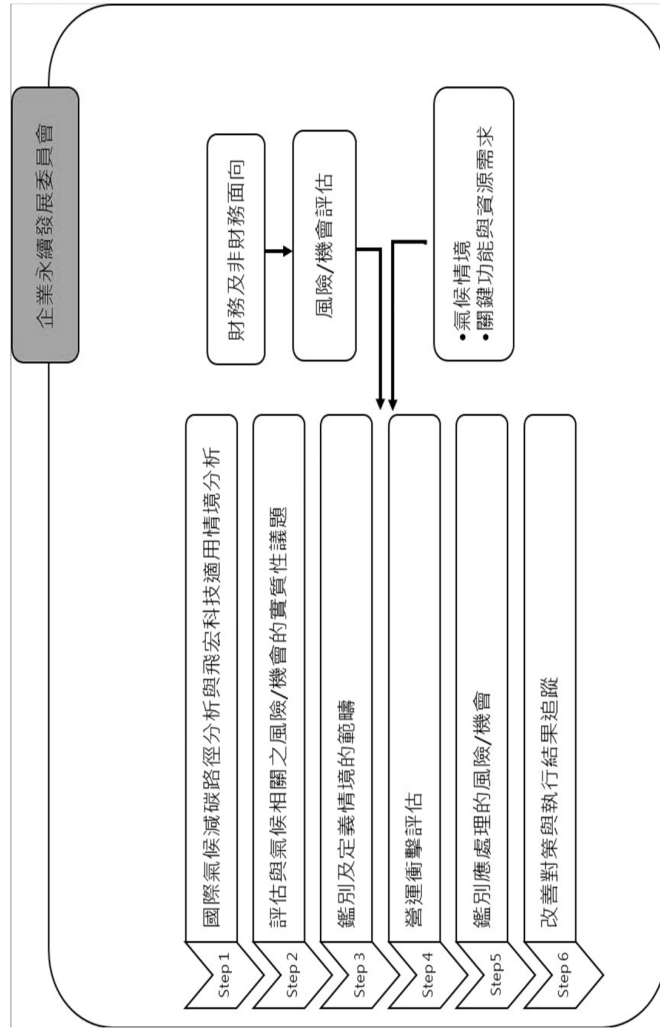 企業永續發展委員會
Step 1
國際氣候減碳路徑分析與飛宏科技適用情境分析
Step 2
評估與氣候相關之風險/機會的實質性議題
Step 3
鑑別及定義情境的範疇
Step 4
營運衝擊評估
Step5
鑑別應處理的風險/機會
Step 6
改善對策與執行結果追蹤
財務及非財務面向
風險/機會評估
•氣候情境
•關鍵功能與資源需求